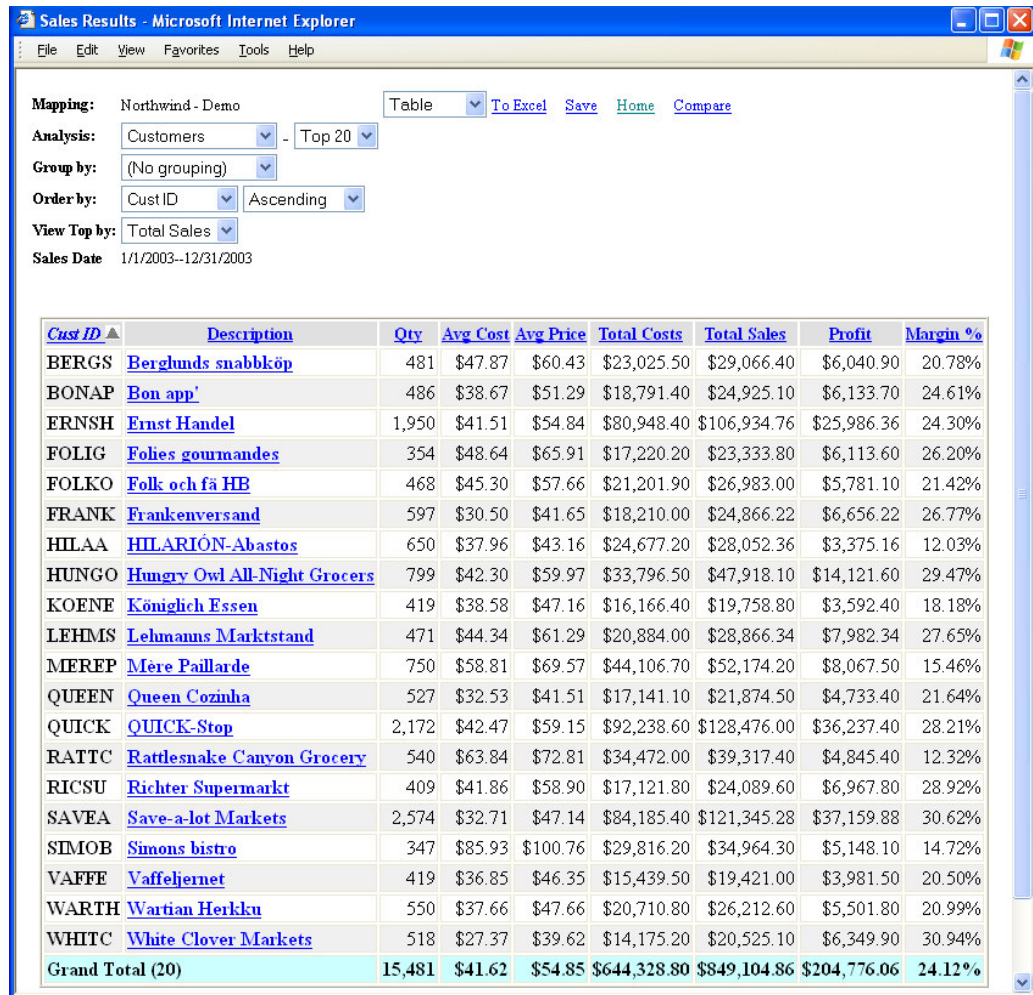 Sales Results - Microsoft Internet Explorer
File Edit View Favorites Tools Help
Mapping: Northwind - Demo Table To Excel Save Home Compare
Analysis: Customers - Top 20
Group by: (No grouping)
Order by: Cust ID Ascending
View Top by: Total Sales
Sales Date 1/1/2003--12/31/2003
Cust ID Description Qty Avg Cost Avg Price Total Costs Total Sales Profit Margin %
BERGS Berglunds snabbköp 481 $47.87 $60.43 $23,025.50 $29,066.40 $6,040.90 20.78%
BONAP Bon app' 486 $38.67 $51.29 $18,791.40 $24,925.10 $6,133.70 24.61%
ERNSH Ernst Handel 1,950 $41.51 $54.84 $80,948.40 $106,934.76 $25,986.36 24.30%
FOLIG Folies gourmandes 354 $48.64 $65.91 $17,220.20 $23,333.80 $6,113.60 26.20%
FOLKO Folk och fä HB 468 $45.30 $57.66 $21,201.90 $26,983.00 $5,781.10 21.42%
FRANK Frankenversand 597 $30.50 $41.65 $18,210.00 $24,866.22 $6,656.22 26.77%
HILAA HILARIÓN-Abastos 650 $37.96 $43.16 $24,677.20 $28,052.36 $3,375.16 12.03%
HUNGO Hungry Owl All-Night Grocers 799 $42.30 $59.97 $33,796.50 $47,918.10 $14,121.60 29.47%
KOENE Königlich Essen 419 $38.58 $47.16 $16,166.40 $19,758.80 $3,592.40 18.18%
LEHMS Lehmanns Marktstand 471 $44.34 $61.29 $20,884.00 $28,866.34 $7,982.34 27.65%
MEREP Mère Paillarde 750 $58.81 $69.57 $44,106.70 $52,174.20 $8,067.50 15.46%
QUEEN Queen Cozinha 527 $32.53 $41.51 $17,141.10 $21,874.50 $4,733.40 21.64%
QUICK QUICK-Stop 2,172 $42.47 $59.15 $92,238.60 $128,476.00 $36,237.40 28.21%
RATTC Rattlesnake Canyon Grocery 540 $63.84 $72.81 $34,472.00 $39,317.40 $4,845.40 12.32%
RICSU Richter Supermarkt 409 $41.86 $58.90 $17,121.80 $24,089.60 $6,967.80 28.92%
SAVEA Save-a-lot Markets 2,574 $32.71 $47.14 $84,185.40 $121,345.28 $37,159.88 30.62%
SIMOB Simons bistro 347 $85.93 $100.76 $29,816.20 $34,964.30 $5,148.10 14.72%
VAFFE Vaffeljernet 419 $36.85 $46.35 $15,439.50 $19,421.00 $3,981.50 20.50%
WARTH Wartian Herkku 550 $37.66 $47.66 $20,710.80 $26,212.60 $5,501.80 20.99%
WHITC White Clover Markets 518 $27.37 $39.62 $14,175.20 $20,525.10 $6,349.90 30.94%
Grand Total (20) 15,481 $41.62 $54.85 $644,328.80 $849,104.86 $204,776.06 24.12%